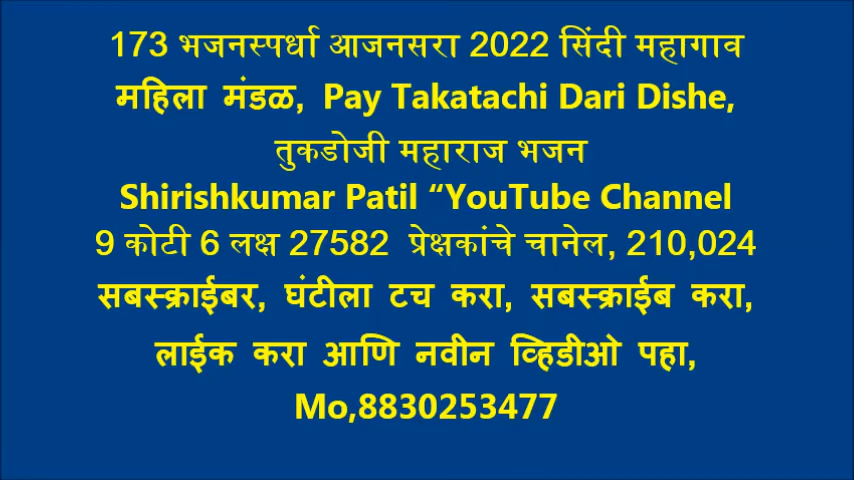 173 भजनस्पर्धा आजनसरा 2022 सिंदी महागाव
महिला मंडळ, Pay Takatachi Dari Dishe,
तुकडोजी महाराज भजन
Shirishkumar Patil “YouTube Channel
9 कोटी 6 लक्ष 27582 प्रेक्षकांचे चानेल, 210,024
सबस्क्राईबर, घंटीला टच करा, सबस्क्राईब करा,
लाईक करा आणि नवीन व्हिडीओ पहा,
Mo,8830253477